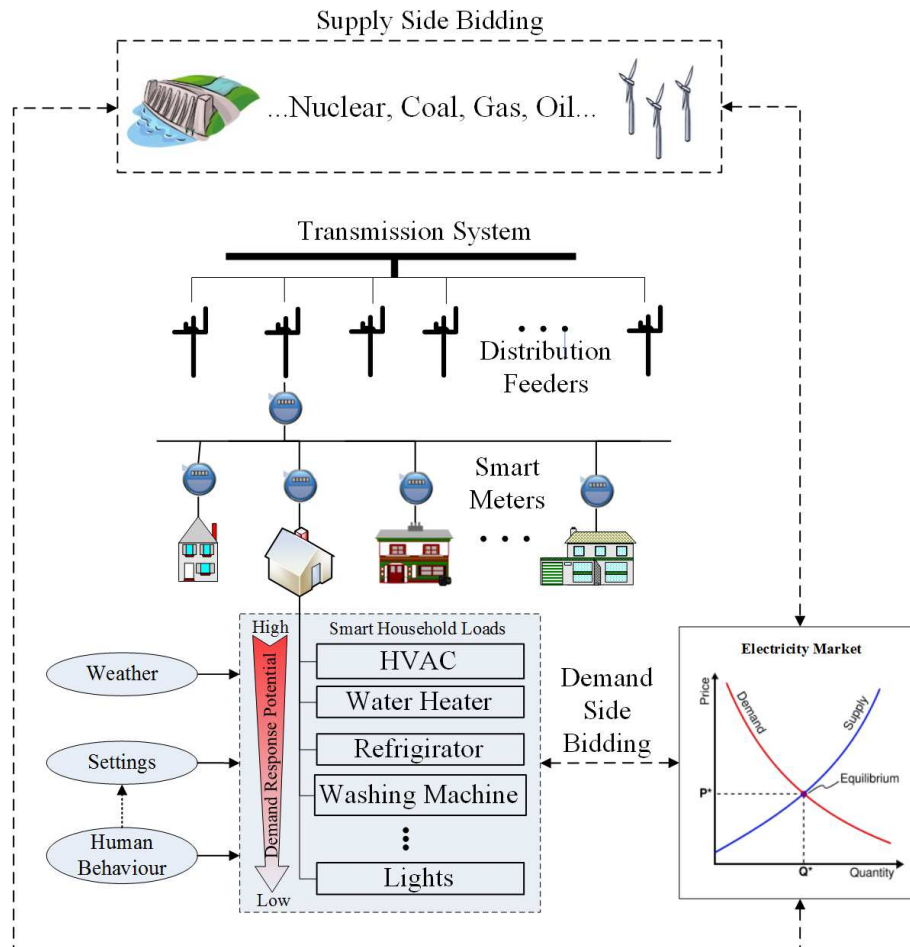 Supply Side Bidding
...Nuclear, Coal, Gas, Oil...
Transmission System
• • •
Distribution
Feeders
Smart
Meters
• • •
High
Smart Household Loads
Demand Response Potential
HVAC
Water Heater
Refrigirator
Washing Machine
Lights
Low
Weather
Settings
Human
Behaviour
Demand
Side
Bidding
Electricity Market
Price
Demand
Supply
Equilibrium
P*
Q*
Quantity